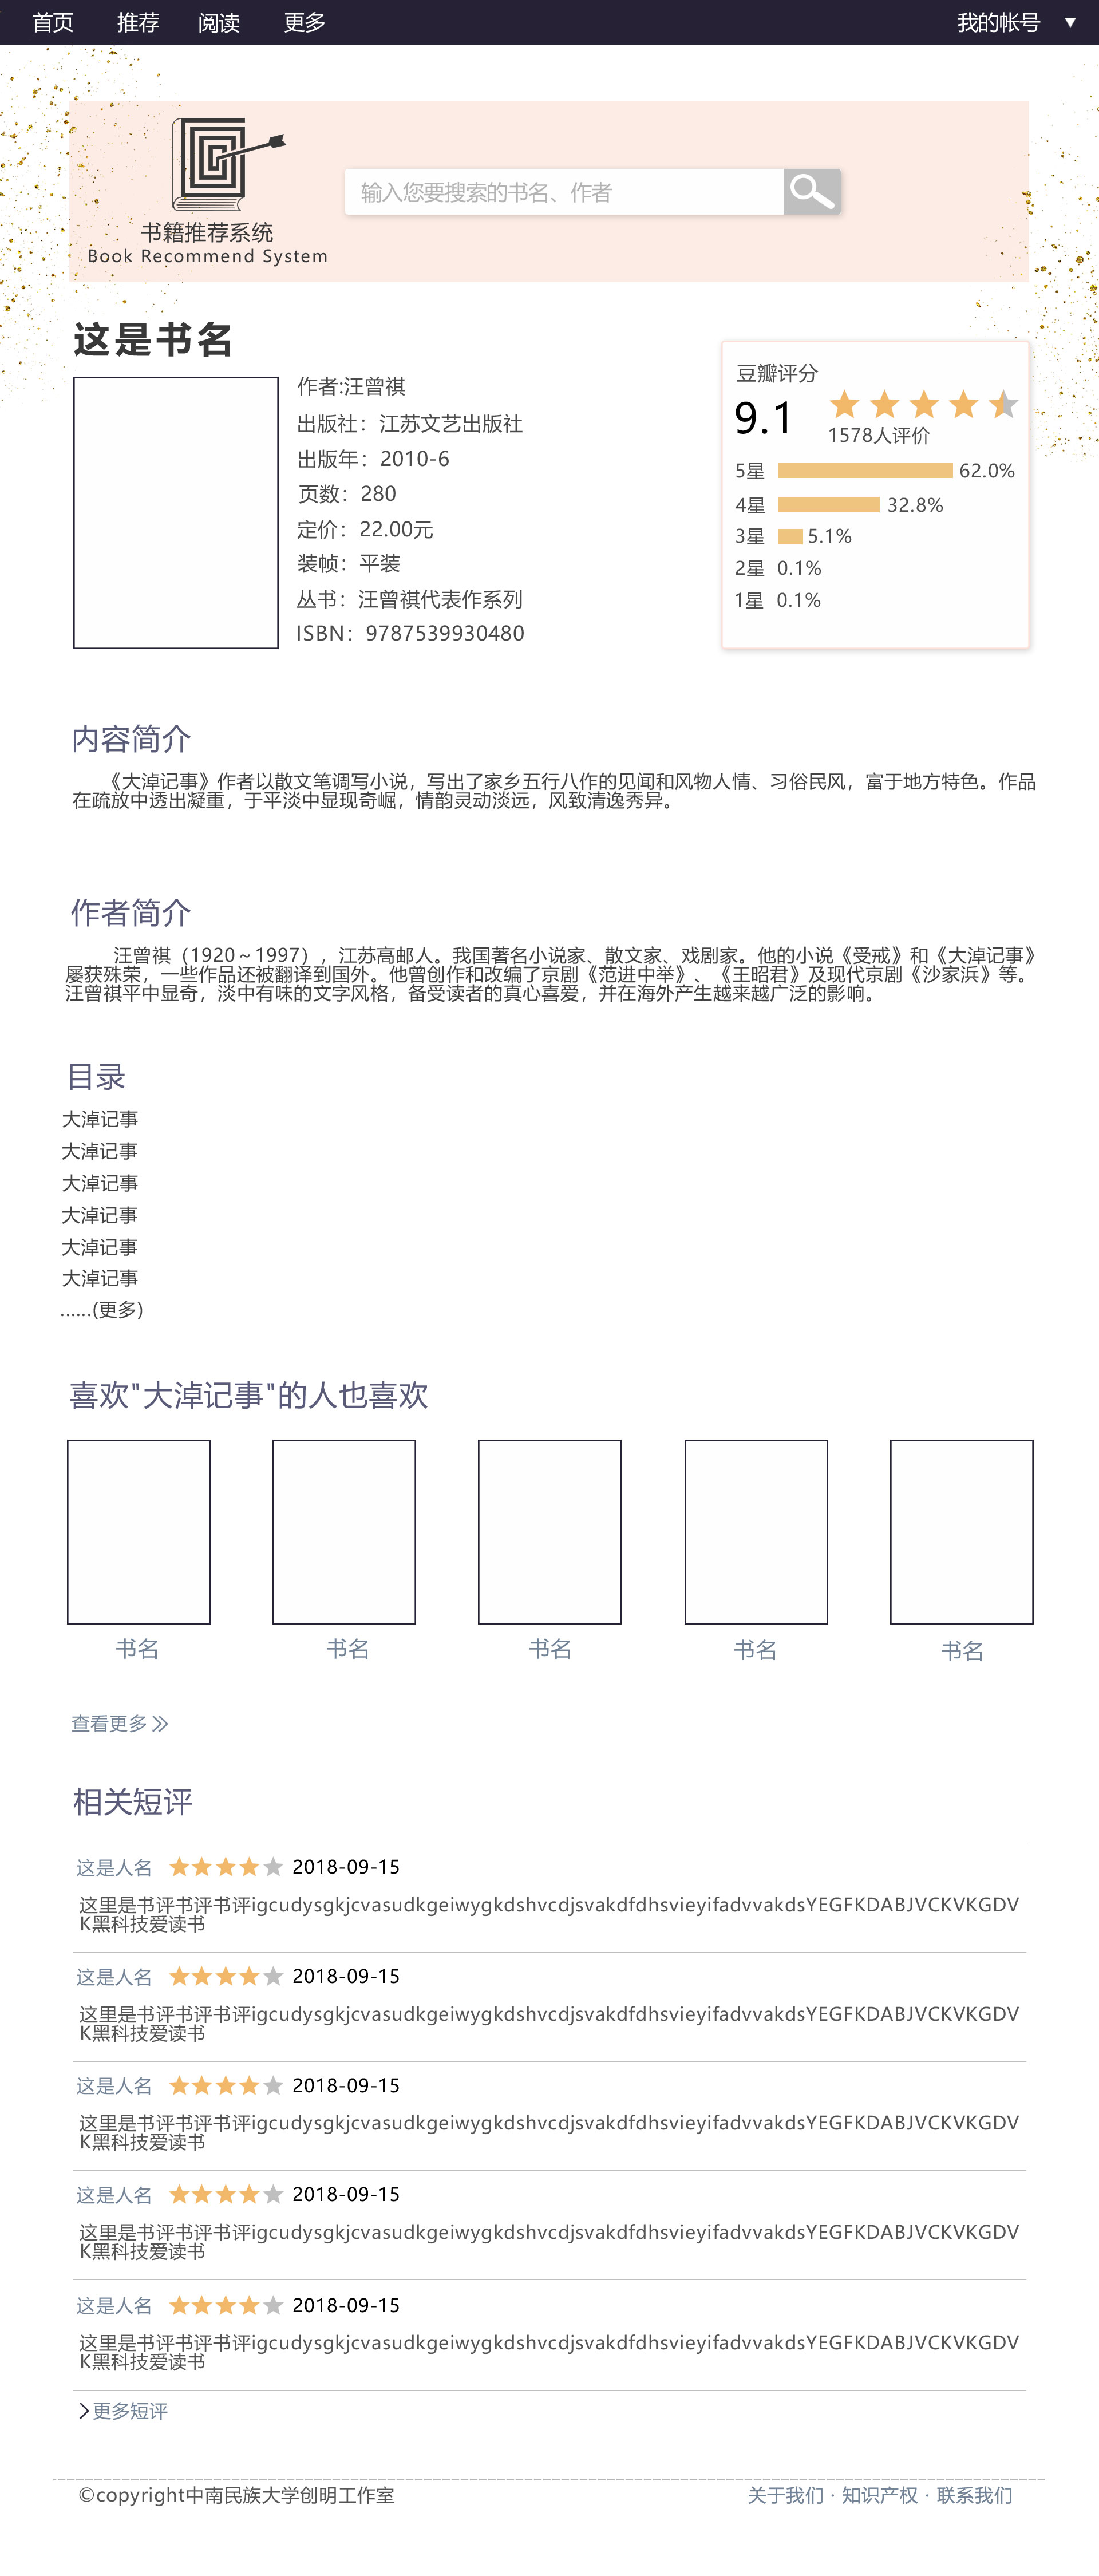 首页 推荐 阅读 更多 我的帐号
输入您要搜索的书名、作者
书籍推荐系统
Book Recommend System
这是书名
作者:汪曾祺
出版社：江苏文艺出版社
出版年：2010-6
页数：280
定价：22.00元
装帧：平装
丛书：汪曾祺代表作系列
ISBN：9787539930480
豆瓣评分
9.1
1578人评价
5星 62.0%
4星 32.8%
3星 5.1%
2星 0.1%
1星 0.1%
内容简介
《大淖记事》作者以散文笔调写小说，写出了家乡五行八作的见闻和风物人情、习俗民风，富于地方特色。作品
在疏放中透出凝重，于平淡中显现奇崛，情韵灵动淡远，风致清逸秀异。
作者简介
汪曾祺（1920～1997），江苏高邮人。我国著名小说家、散文家、戏剧家。他的小说《受戒》和《大淖记事》
屡获殊荣，一些作品还被翻译到国外。他曾创作和改编了京剧《范进中举》、《王昭君》及现代京剧《沙家浜》等。
汪曾祺平中显奇，淡中有味的文字风格，备受读者的真心喜爱，并在海外产生越来越广泛的影响。
目录
大淖记事
大淖记事
大淖记事
大淖记事
大淖记事
大淖记事
......(更多)
喜欢"大淖记事"的人也喜欢
书名 书名 书名 书名 书名
查看更多
相关短评
这是人名 2018-09-15
这里是书评书评书评igcudysgkjcvasudkgeiwygkdshvcdjsvakdfdhsvieyifadvvakdsYEGFKDABJVCKVKGDV
K黑科技爱读书
这是人名 2018-09-15
这里是书评书评书评igcudysgkjcvasudkgeiwygkdshvcdjsvakdfdhsvieyifadvvakdsYEGFKDABJVCKVKGDV
K黑科技爱读书
这是人名 2018-09-15
这里是书评书评书评igcudysgkjcvasudkgeiwygkdshvcdjsvakdfdhsvieyifadvvakdsYEGFKDABJVCKVKGDV
K黑科技爱读书
这是人名 2018-09-15
这里是书评书评书评igcudysgkjcvasudkgeiwygkdshvcdjsvakdfdhsvieyifadvvakdsYEGFKDABJVCKVKGDV
K黑科技爱读书
这是人名 2018-09-15
这里是书评书评书评igcudysgkjcvasudkgeiwygkdshvcdjsvakdfdhsvieyifadvvakdsYEGFKDABJVCKVKGDV
K黑科技爱读书
更多短评
©copyright中南民族大学创明工作室 关于我们 · 知识产权 · 联系我们